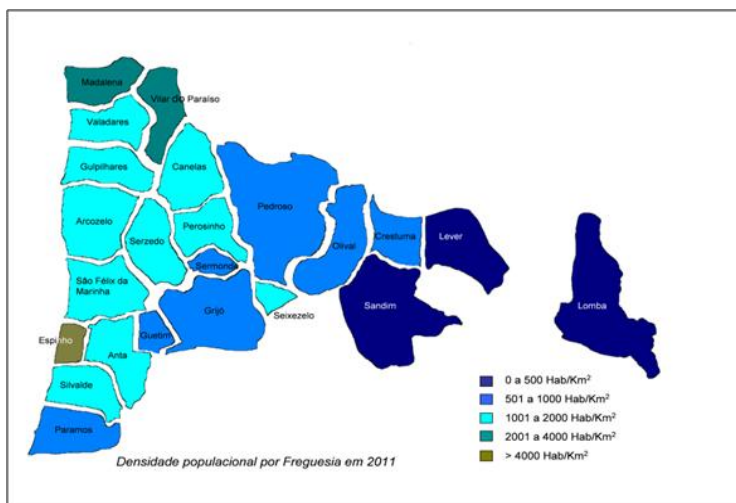 Madalena
Vilar do Paraíso
Valadares
Gulpilhares
Canelas
Arcozelo
Serzedo
Perosinho
Pedroso
Olival
Crestuma
Lever
Sermonde
São Félix da
Marinha
Sandim
Lomba
Grijó
Seixezelo
Espinho
Anta
Guetim
Silvalde
Paramos
0 a 500 Hab/Km²
501 a 1000 Hab/Km²
1001 a 2000 Hab/Km²
2001 a 4000 Hab/Km²
> 4000 Hab/Km²
Densidade populacional por Freguesia em 2011